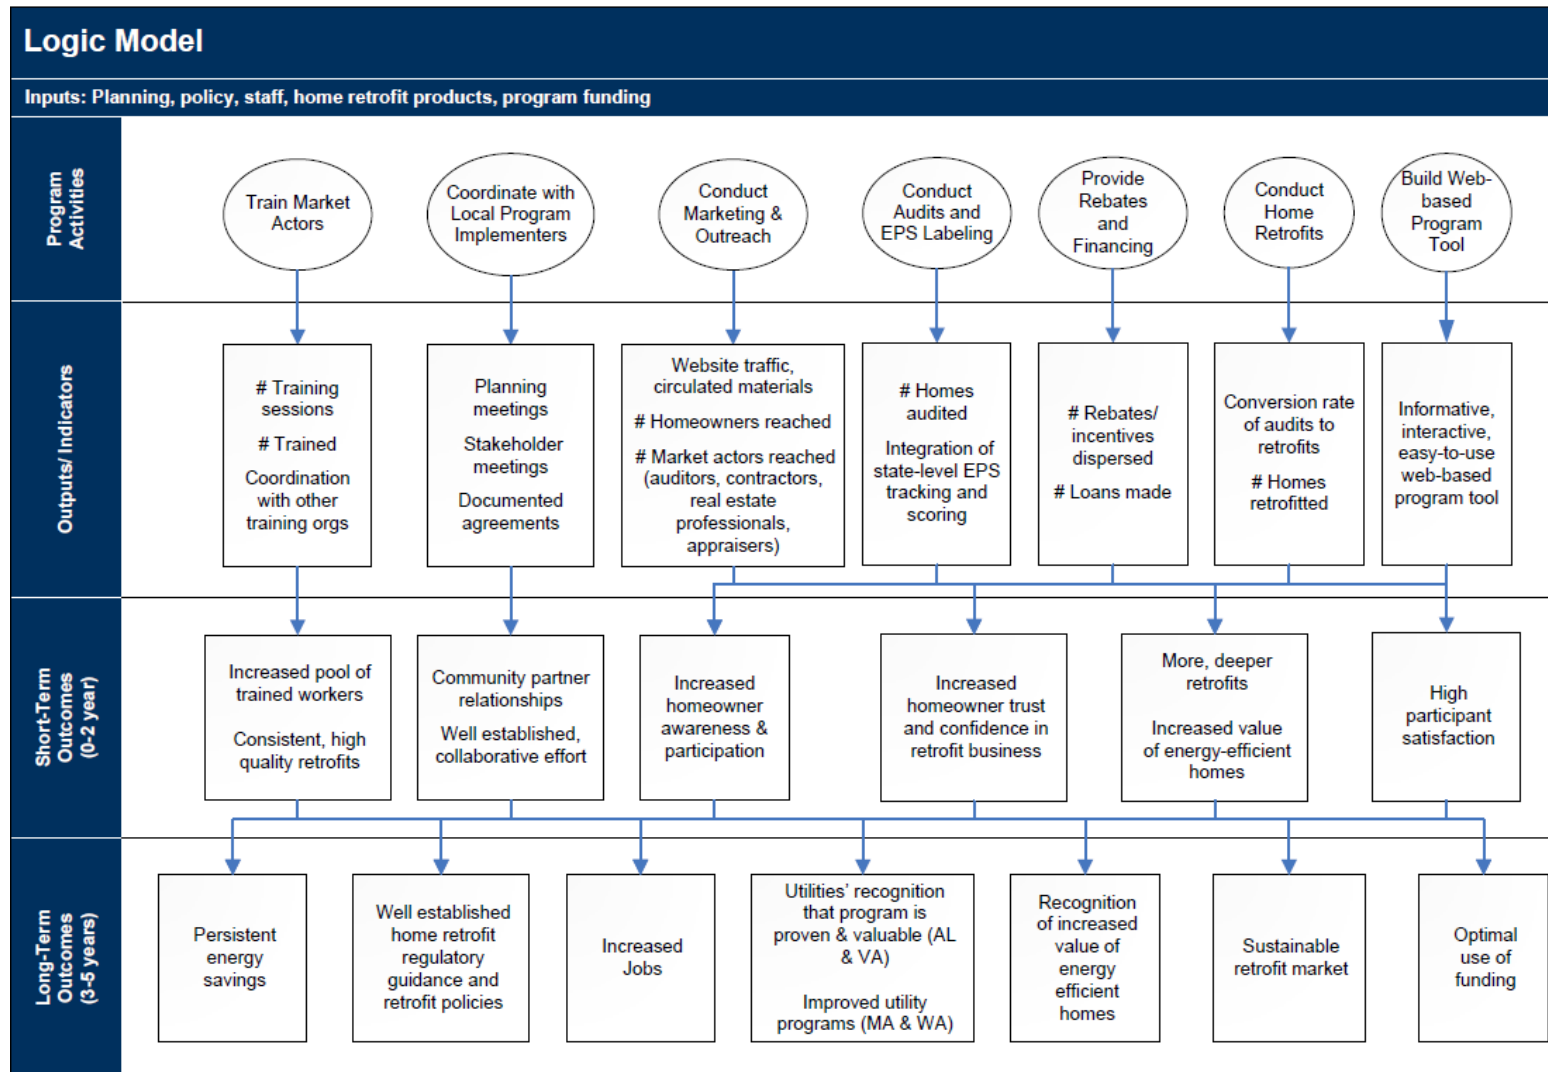 Logic Model
Inputs: Planning, policy, staff, home retrofit products, program funding
Program
Activities
Train Market
Actors
Coordinate with
Local Program
Implementers
Conduct
Marketing &
Outreach
Conduct
Audits and
EPS Labeling
Provide
Rebates
and
Financing
Conduct
Home
Retrofits
Build Web-
based
Program
Tool
Outputs/ Indicators
# Training
sessions
# Trained
Coordination
with other
training orgs
Planning
meetings
Stakeholder
meetings
Documented
agreements
Website traffic,
circulated materials
# Homeowners reached
# Market actors reached
(auditors, contractors,
real estate
professionals,
appraisers)
# Homes
audited
Integration of
state-level EPS
tracking and
scoring
# Rebates/
incentives
dispersed
# Loans made
Conversion rate
of audits to
retrofits
# Homes
retrofitted
Informative,
interactive,
easy-to-use
web-based
program tool
Short-Term
Outcomes
(0-2 year)
Increased pool of
trained workers
Consistent, high
quality retrofits
Community partner
relationships
Well established,
collaborative effort
Increased
homeowner
awareness &
participation
Increased
homeowner trust
and confidence in
retrofit business
More, deeper
retrofits
Increased value
of energy-efficient
homes
High
participant
satisfaction
Long-Term
Outcomes
(3-5 years)
Persistent
energy
savings
Well established
home retrofit
regulatory
guidance and
retrofit policies
Increased
Jobs
Utilities' recognition
that program is
proven & valuable (AL
& VA)
Improved utility
programs (MA & WA)
Recognition
of increased
value of
energy
efficient
homes
Sustainable
retrofit market
Optimal
use of
funding